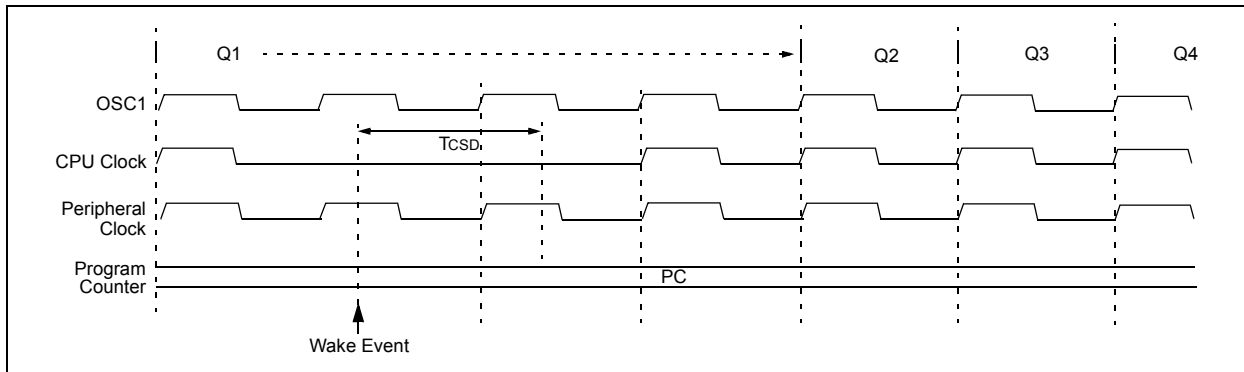 Q1 Q2 Q3 Q4
OSC1
TCSD
CPU Clock
Peripheral
Clock
Program
Counter
PC
Wake Event